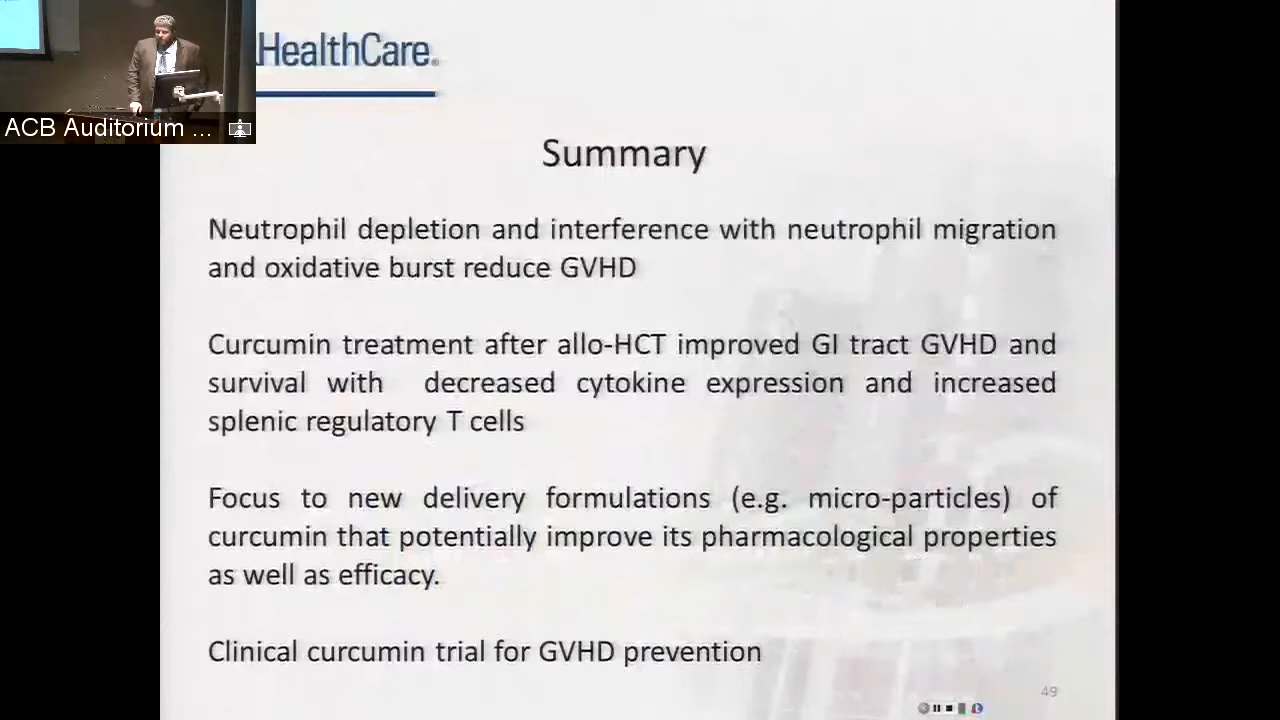 HealthCare.
ACB Auditorium ...
Summary
Neutrophil depletion and interference with neutrophil migration
and oxidative burst reduce GVHD
Curcumin treatment after allo-HCT improved GI tract GVHD and
survival with decreased cytokine expression and increased
splenic regulatory T cells
Focus to new delivery formulations (e.g. micro-particles) of
curcumin that potentially improve its pharmacological properties
as well as efficacy.
Clinical curcumin trial for GVHD prevention
49